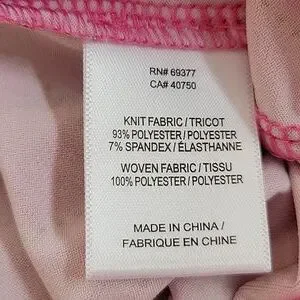 RN# 69377
CA# 40750
KNIT FABRIC / TRICOT
93% POLYESTER / POLYESTER
7% SPANDEX / ÉLASTHANNE
WOVEN FABRIC / TISSU
100% POLYESTER / POLYESTER
MADE IN CHINA /
FABRIQUE EN CHINE